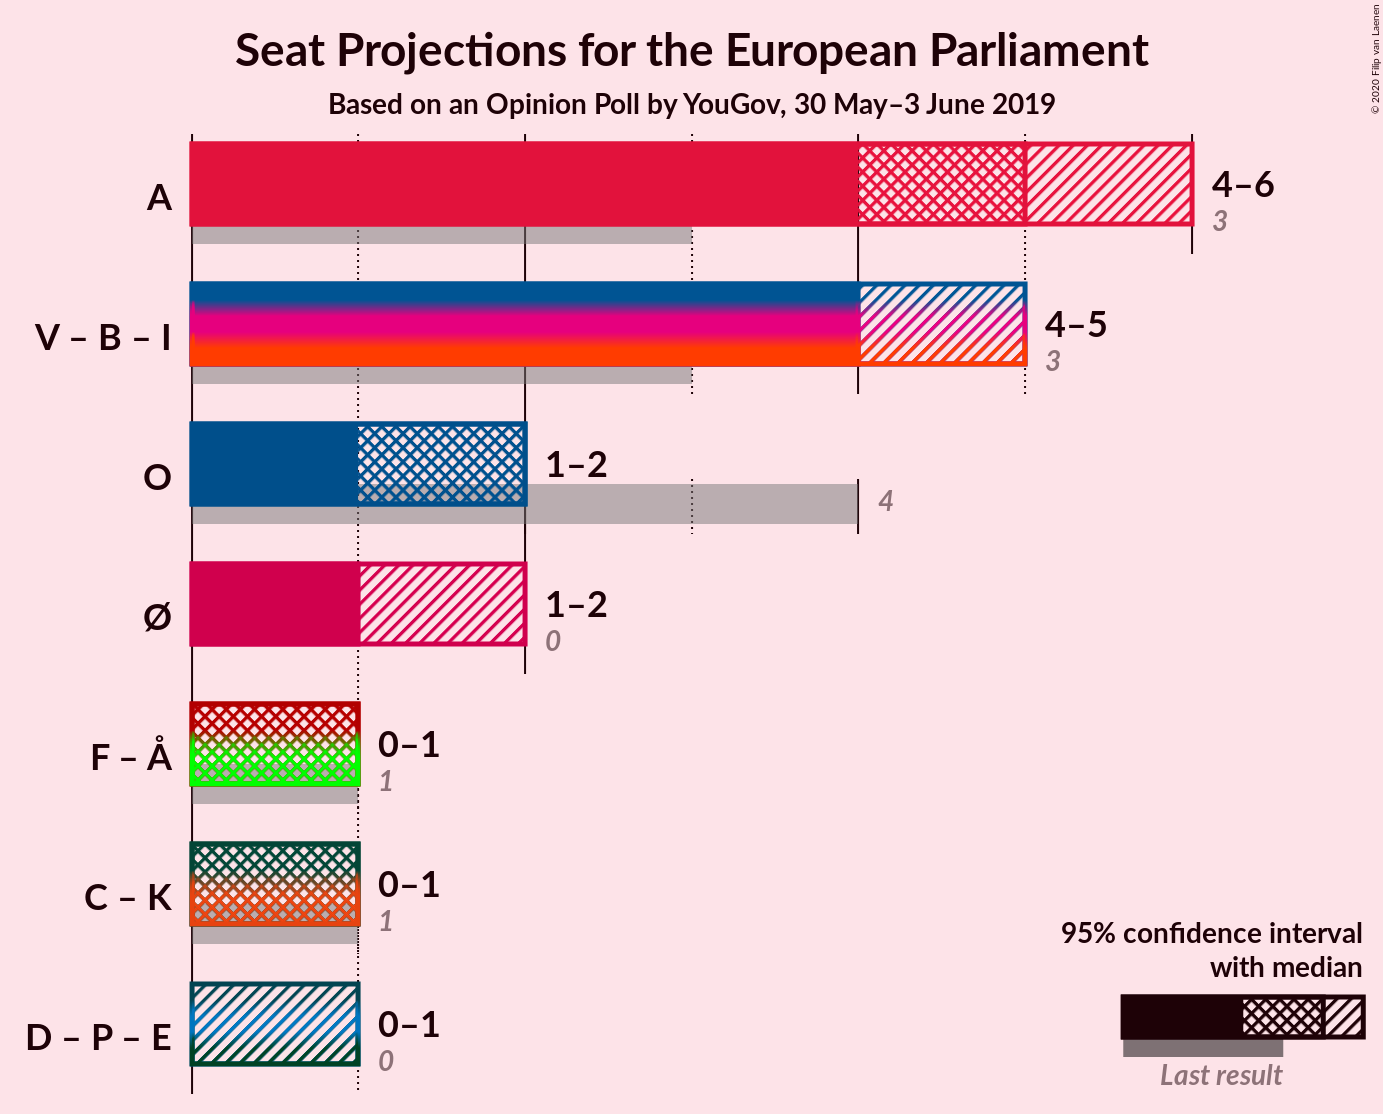 Seat Projections for the European Parliament
Based on an Opinion Poll by YouGov, 30 May–3 June 2019
© 2020 Filip van Laenen
A
4–6
3
V – B – I
4–5
3
O
1–2
4
Ø
1–2
0
F – Å
0–1
1
C – K
0–1
1
D – P – E
0–1
0
95% confidence interval
with median
Last result